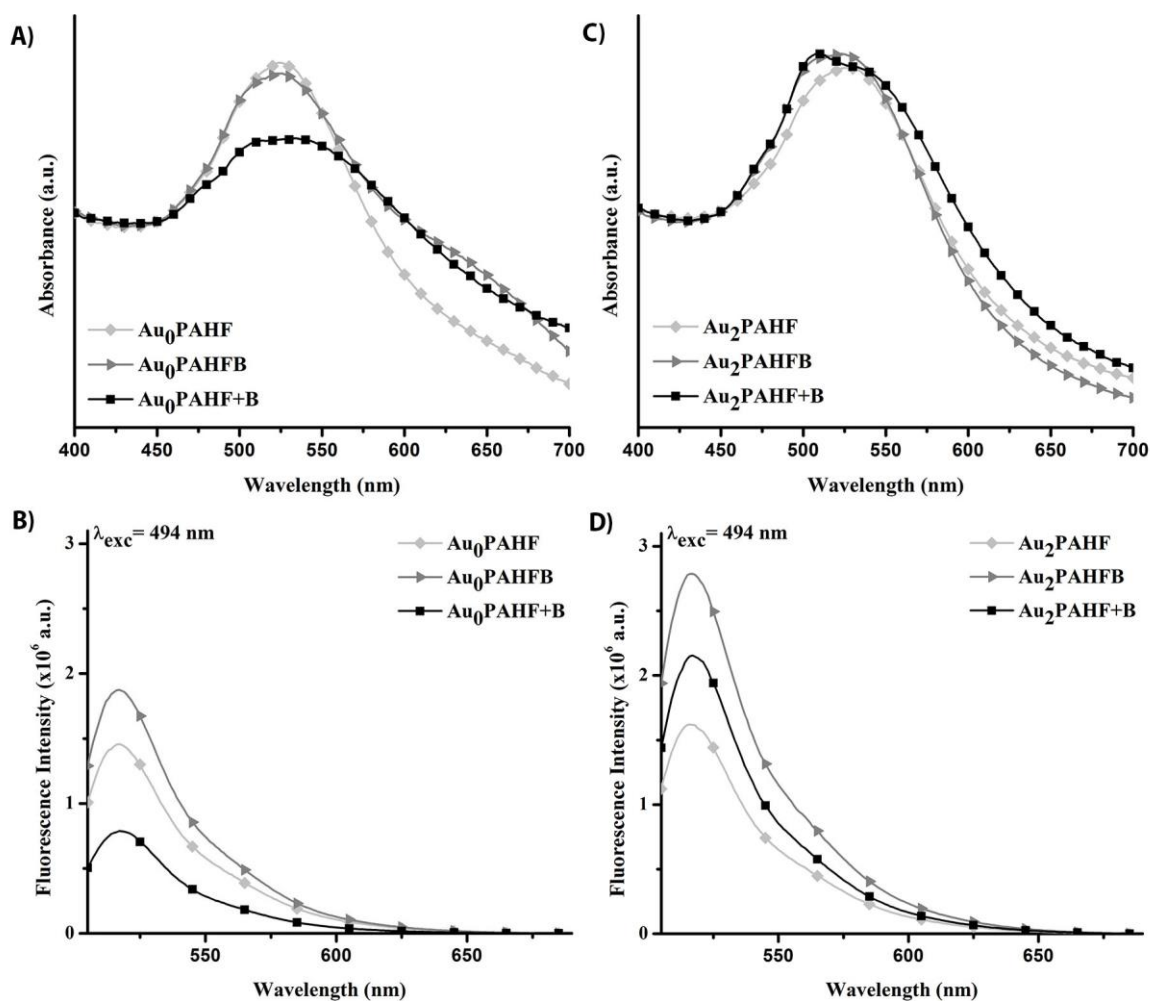 A)
Absorbance (a.u.)
Au0PAHF
Au0PAHFB
Au0PAHF+B
400 450 500 550 600 650 700
Wavelength (nm)
C)
Absorbance (a.u.)
Au2PAHF
Au2PAHFB
Au2PAHF+B
400 450 500 550 600 650 700
Wavelength (nm)
B)
λexc= 494 nm
Au0PAHF
Au0PAHFB
Au0PAHF+B
Fluorescence Intensity (x10⁶ a.u.)
3
2
1
0
550 600 650
Wavelength (nm)
D)
λexc= 494 nm
Au2PAHF
Au2PAHFB
Au2PAHF+B
Fluorescence Intensity (x10⁶ a.u.)
3
2
1
0
550 600 650
Wavelength (nm)